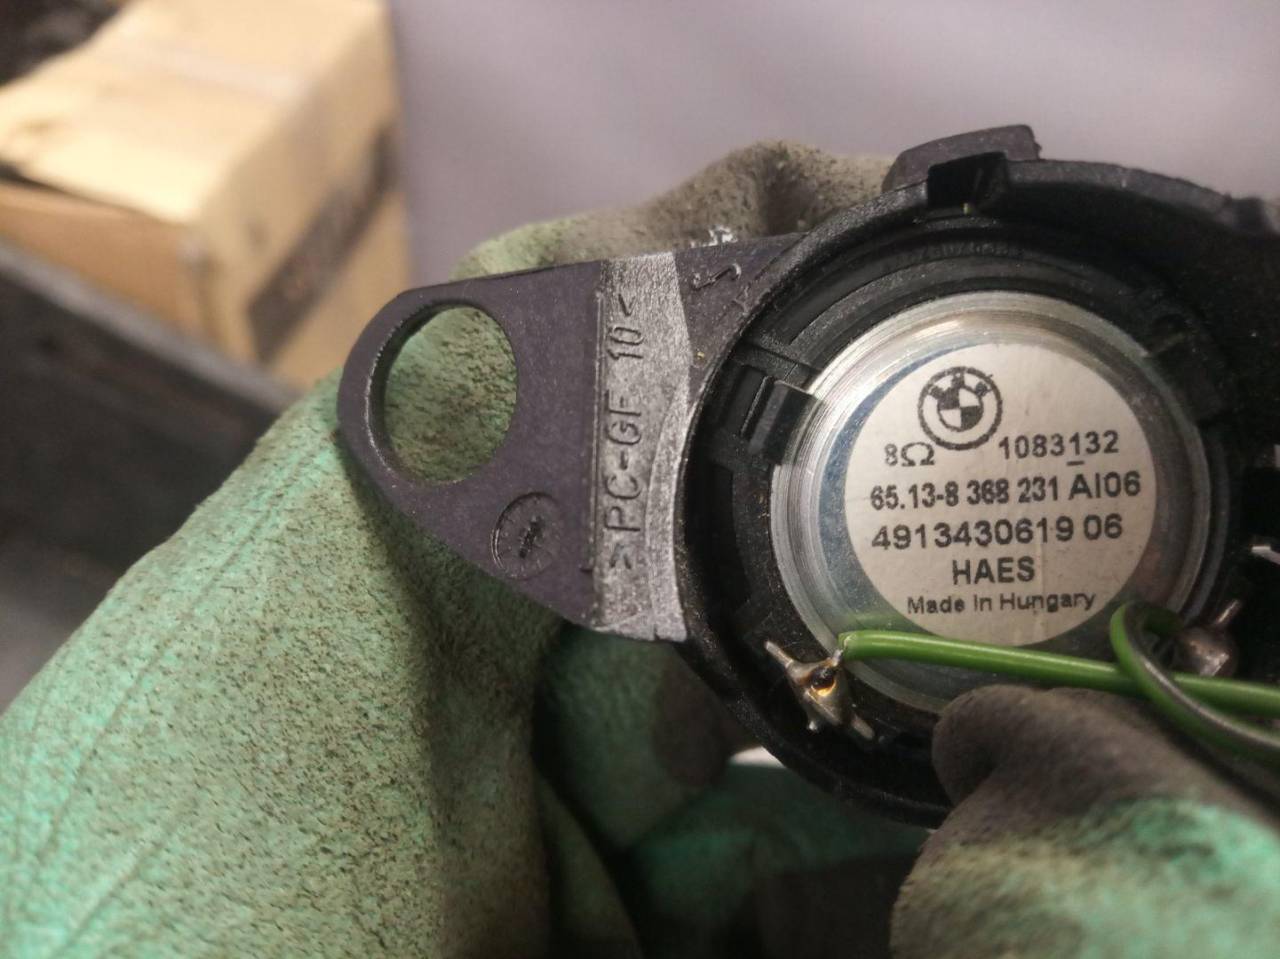 >PC-GF 10<
8Ω 1083132
65.13-8 368 231 AI06
4913430619 06
HAES
Made in Hungary